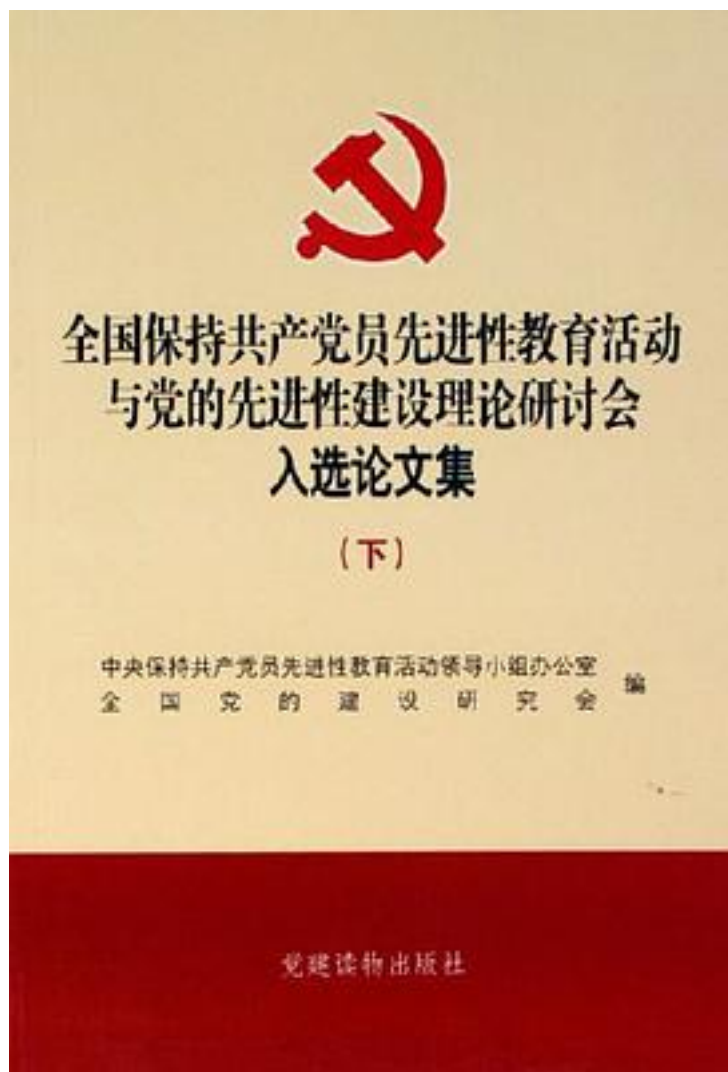 全国保持共产党员先进性教育活动
与党的先进性建设理论研讨会
入选论文集
(下)
中央保持共产党员先进性教育活动领导小组办公室
全国党的建设研究会
编
党建读物出版社